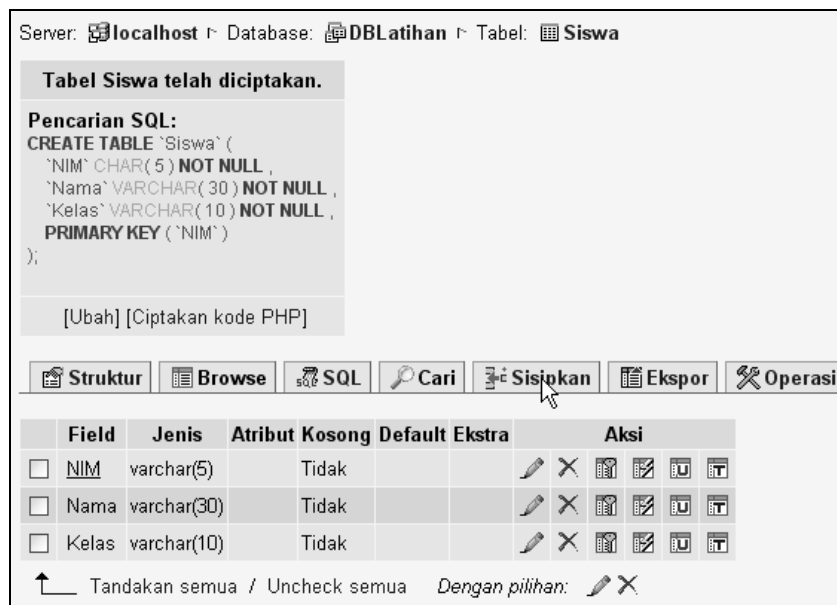 Server: localhost Database: DBLatihan Tabel: Siswa
Tabel Siswa telah diciptakan.
Pencarian SQL:
CREATE TABLE `Siswa` (
`NIM` CHAR( 5 ) NOT NULL ,
`Nama` VARCHAR( 30 ) NOT NULL ,
`Kelas` VARCHAR( 10 ) NOT NULL ,
PRIMARY KEY ( `NIM` )
);
[Ubah] [Ciptakan kode PHP]
Struktur Browse SQL Cari Sisipkan Ekspor Operasi
Field Jenis Atribut Kosong Default Ekstra Aksi
NIM varchar(5) Tidak
Nama varchar(30) Tidak
Kelas varchar(10) Tidak
Tandakan semua / Uncheck semua Dengan pilihan: